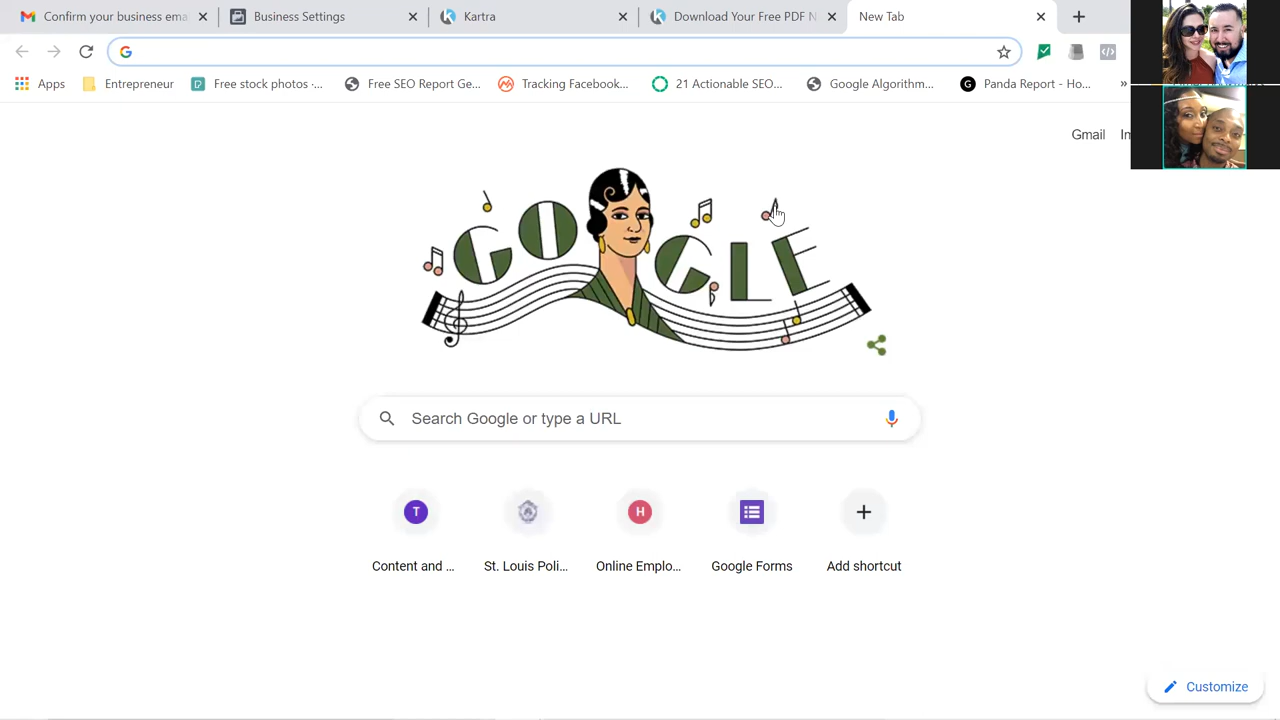 Confirm your business ema
Business Settings
Kartra
Download Your Free PDF N
New Tab
Apps
Entrepreneur
Free stock photos ·...
Free SEO Report G...
Tracking Facebook...
21 Actionable SEO...
Google Algorithm...
Panda Report - Ho...
»
Gmail
Im
GOOGLE
Search Google or type a URL
T
H
Content and ...
St. Louis Poli...
Online Emplo...
Google Forms
Add shortcut
Customize